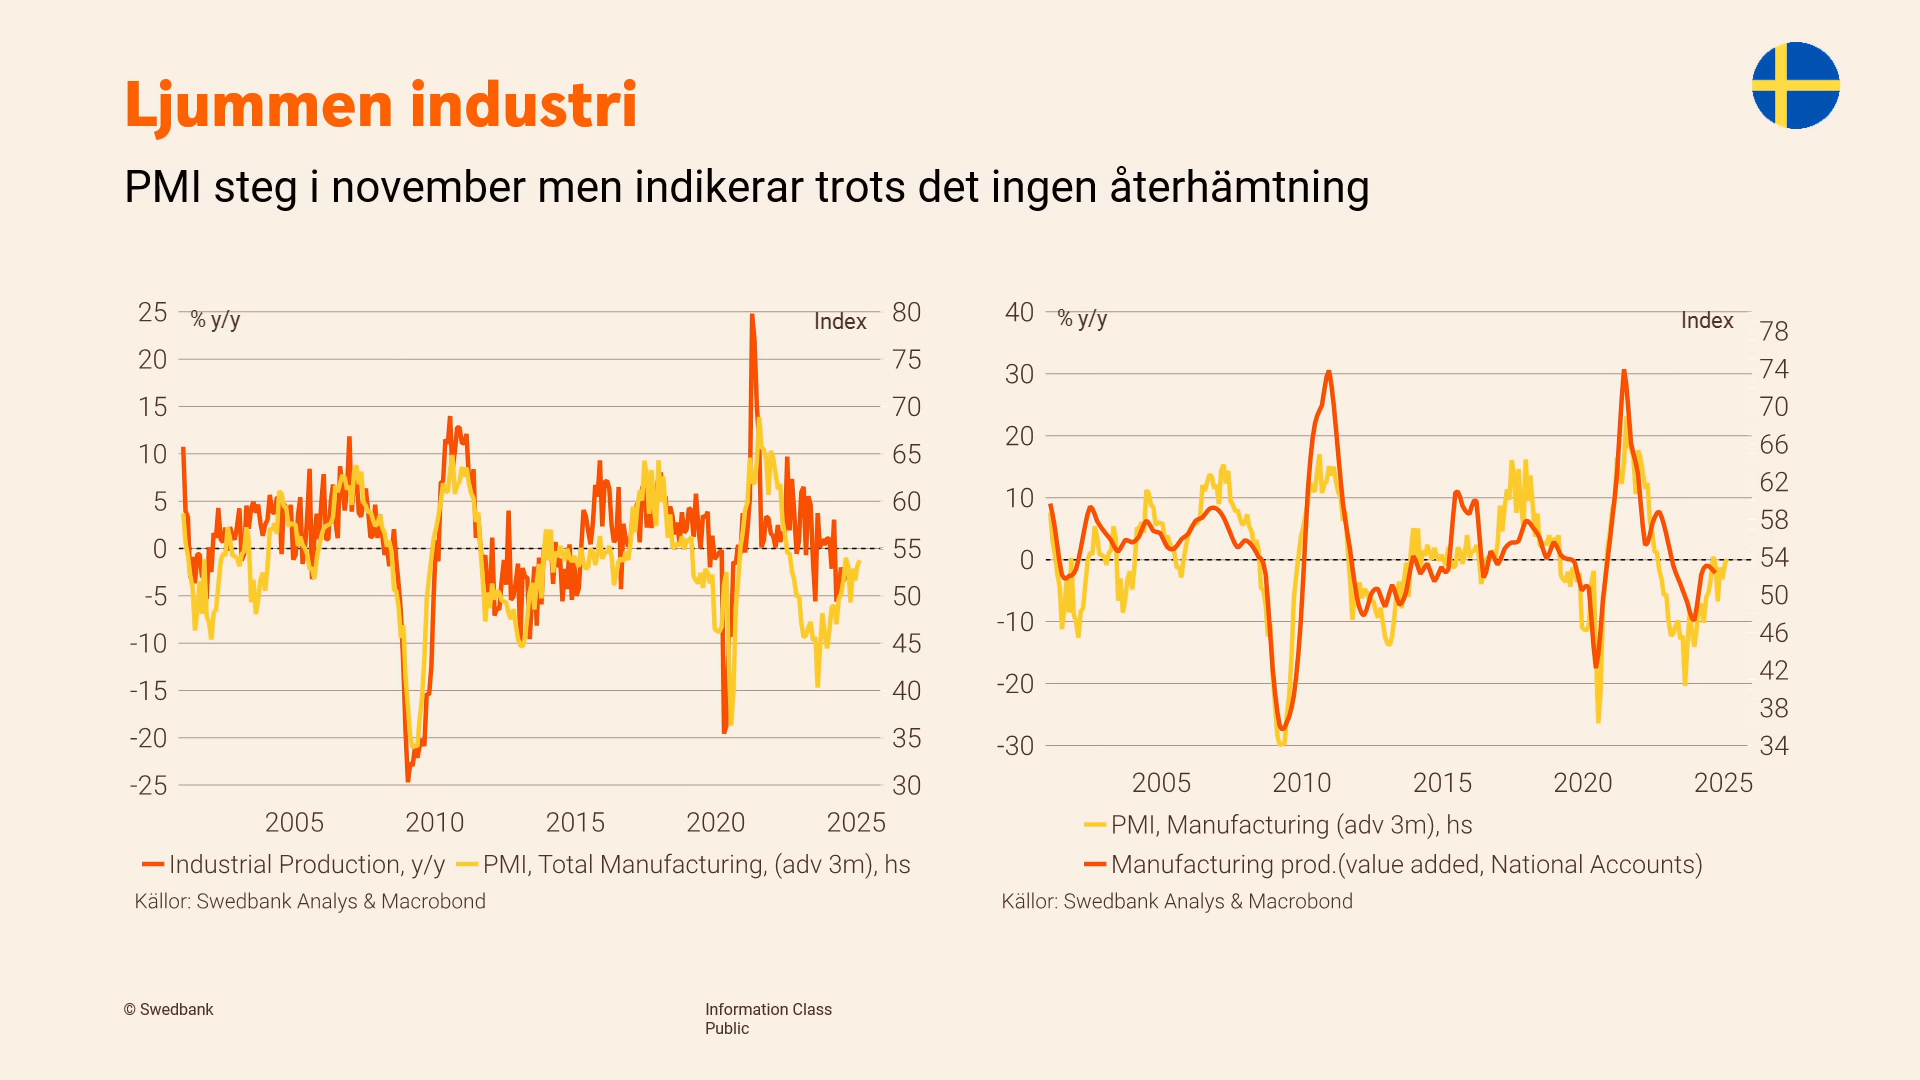 Ljummen industri
PMI steg i november men indikerar trots det ingen återhämtning
% y/y
Index
25
20
15
10
5
0
-5
-10
-15
-20
-25
80
75
70
65
60
55
50
45
40
35
30
2005 2010 2015 2020 2025
Industrial Production, y/y PMI, Total Manufacturing, (adv 3m), hs
Källor: Swedbank Analys & Macrobond
% y/y
Index
40
30
20
10
0
-10
-20
-30
78
74
70
66
62
58
54
50
46
42
38
34
2005 2010 2015 2020 2025
PMI, Manufacturing (adv 3m), hs
Manufacturing prod.(value added, National Accounts)
Källor: Swedbank Analys & Macrobond
© Swedbank
Information Class
Public